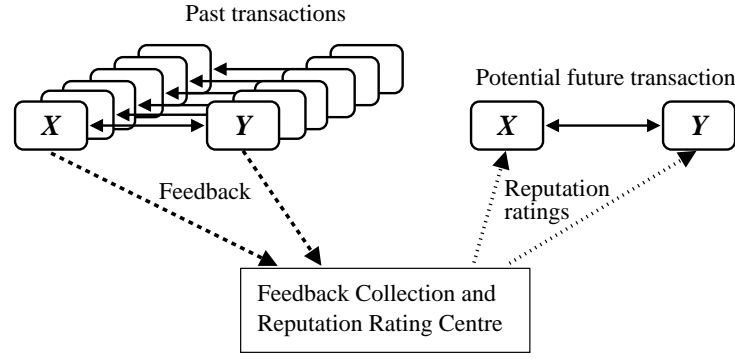 Past transactions
Potential future transaction
X
Y
X
Y
Feedback
Reputation
ratings
Feedback Collection and
Reputation Rating Centre